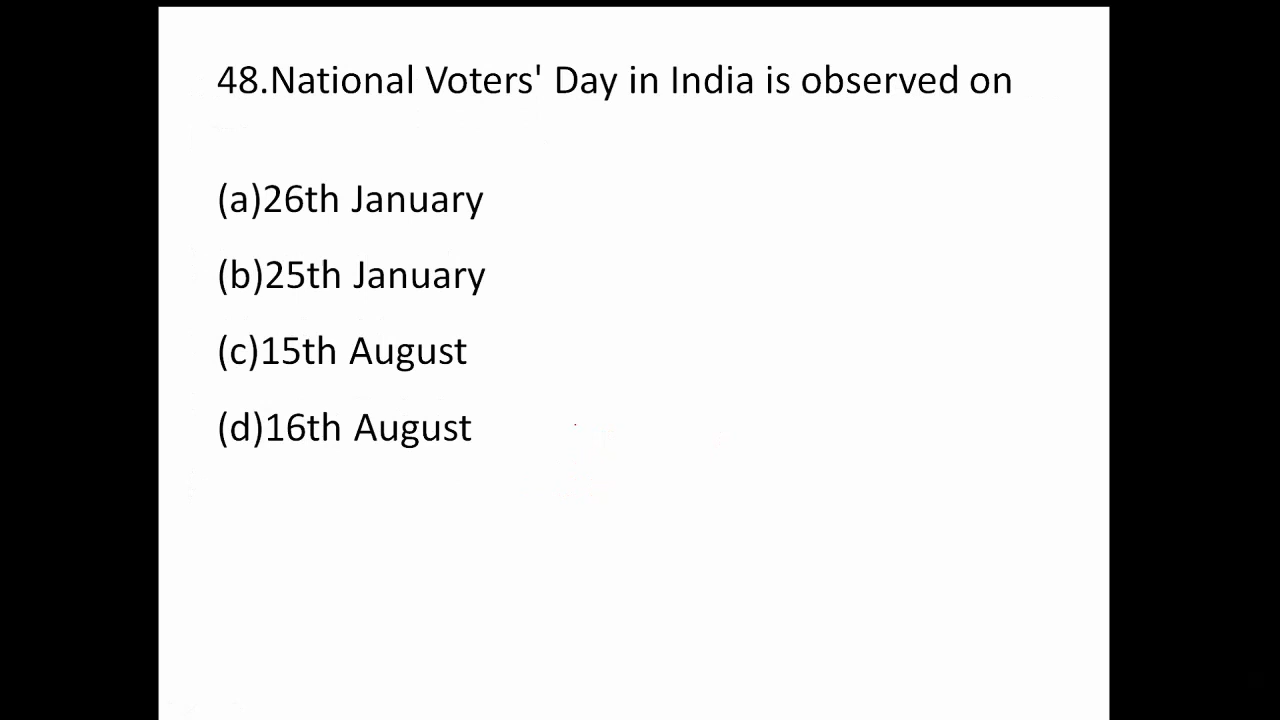 48.National Voters' Day in India is observed on
(a)26th January
(b)25th January
(c)15th August
(d)16th August